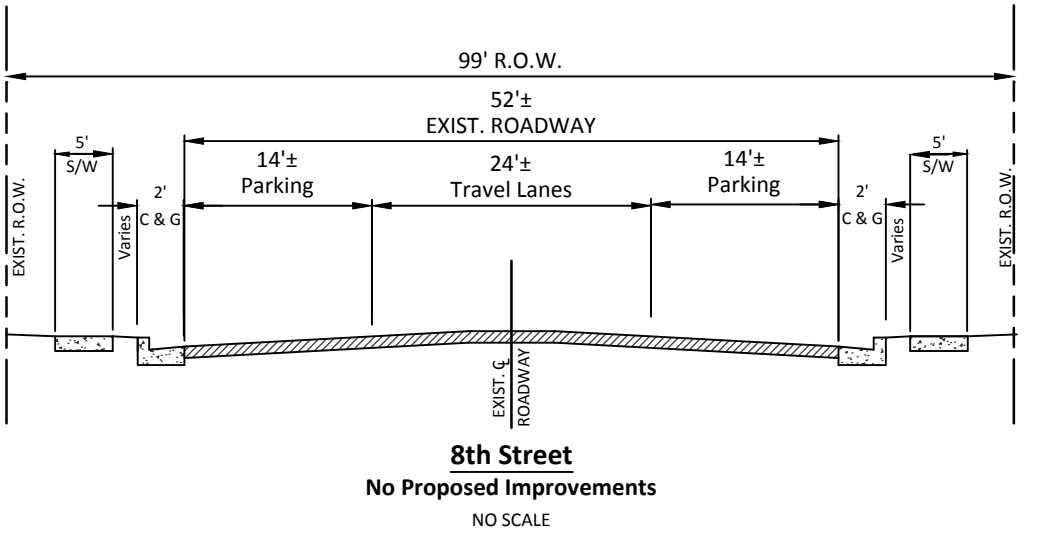 99' R.O.W.
52'±
EXIST. ROADWAY
5'
S/W
2'
C & G
Varies
14'±
Parking
24'±
Travel Lanes
14'±
Parking
2'
C & G
Varies
5'
S/W
EXIST. R.O.W.
EXIST. R.O.W.
EXIST. ℄
ROADWAY
8th Street
No Proposed Improvements
NO SCALE